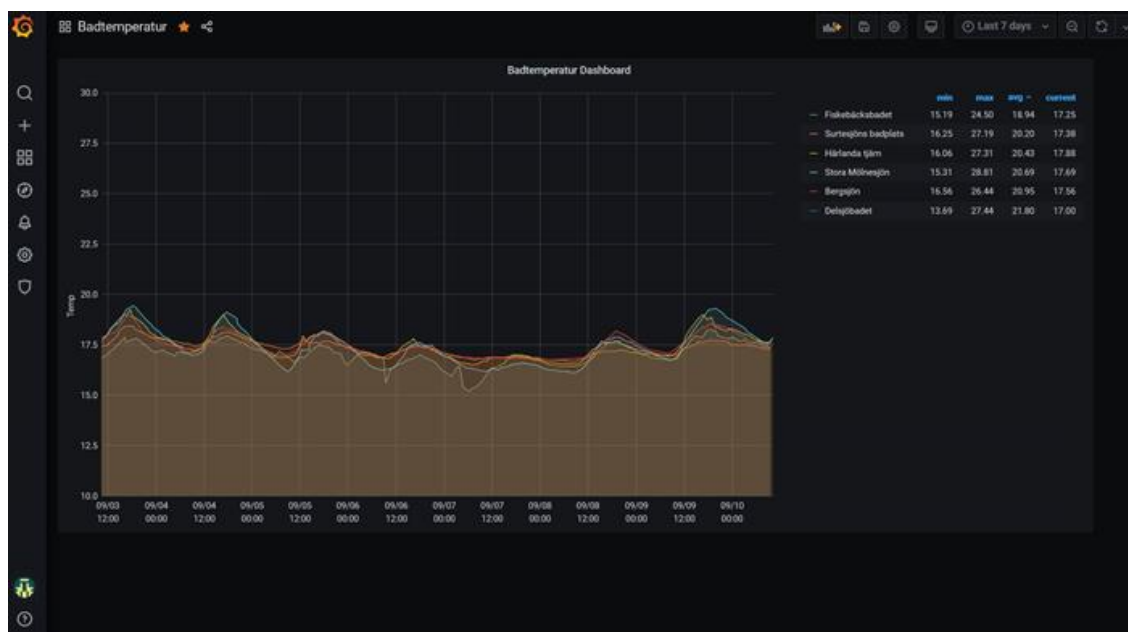 Badtemperatur
Last 7 days
Badtemperatur Dashboard
30.0
27.5
25.0
22.5
20.0
17.5
15.0
12.5
10.0
Temp
09/03 12:00
09/04 00:00
09/04 12:00
09/05 00:00
09/05 12:00
09/06 00:00
09/06 12:00
09/07 00:00
09/07 12:00
09/08 00:00
09/08 12:00
09/09 00:00
09/09 12:00
09/10 00:00
min max avg current
Fiskebäcksbadet 15.19 24.50 18.94 17.25
Surtesjöns badplats 16.25 27.19 20.20 17.38
Härlanda tjärn 16.06 27.31 20.43 17.88
Stora Mölnesjön 15.31 28.81 20.69 17.69
Bergsjön 16.56 26.44 20.95 17.56
Delsjöbadet 13.69 27.44 21.80 17.00